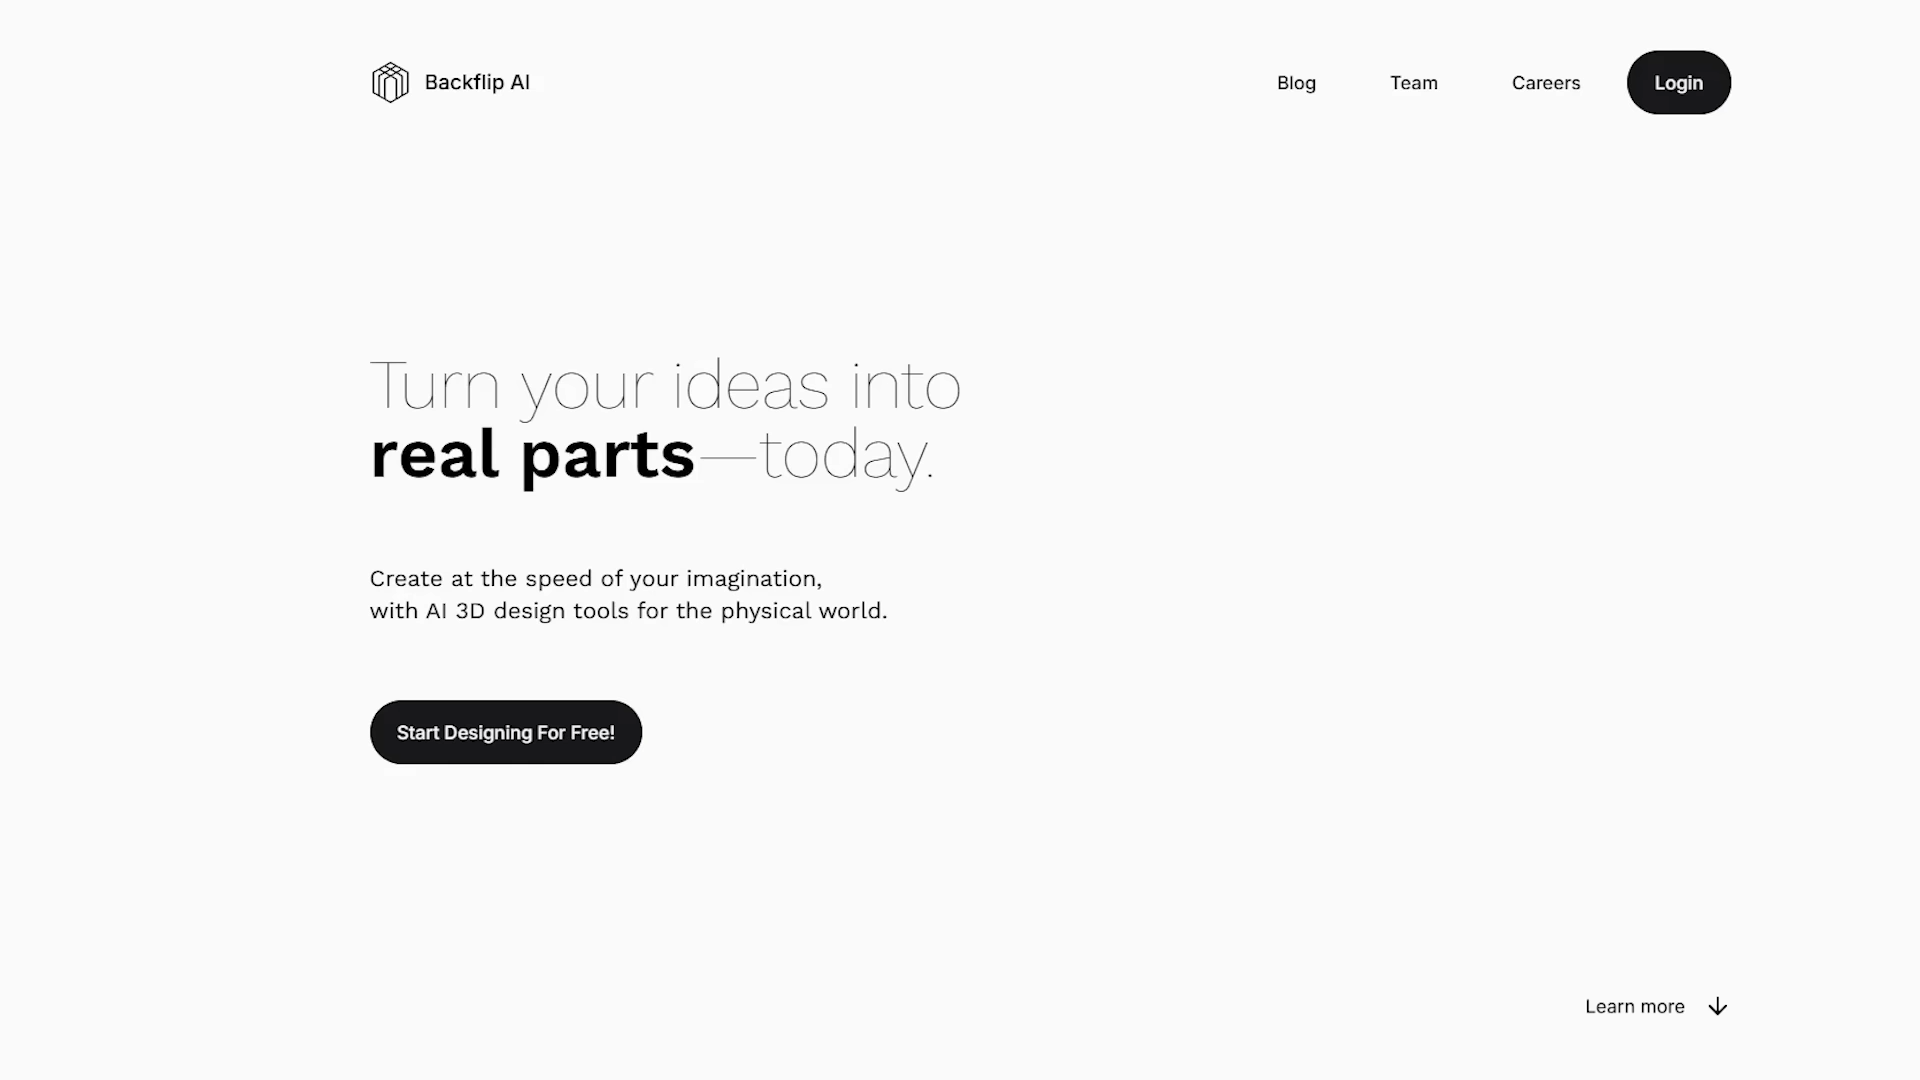 Backflip AI
Blog
Team
Careers
Login
Turn your ideas into
real parts—today.
Create at the speed of your imagination,
with AI 3D design tools for the physical world.
Start Designing For Free!
Learn more